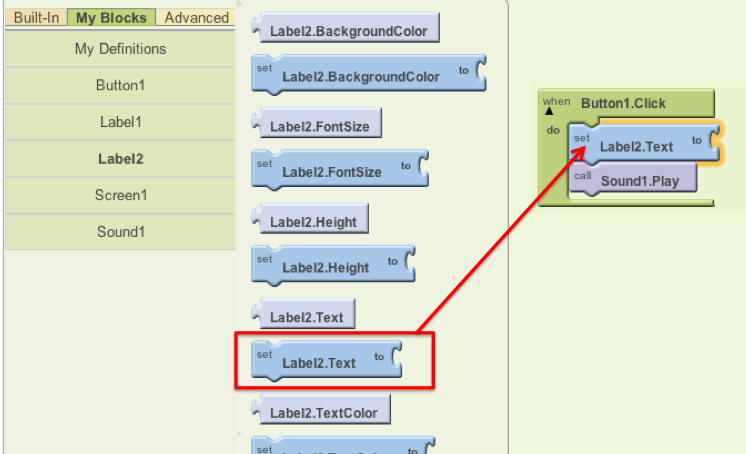 Built-In My Blocks Advanced
My Definitions
Button1
Label1
Label2
Screen1
Sound1
Label2.BackgroundColor
set Label2.BackgroundColor to
Label2.FontSize
set Label2.FontSize to
Label2.Height
set Label2.Height to
Label2.Text
set Label2.Text to
Label2.TextColor
set Label2.TextColor to
when Button1.Click
do set Label2.Text to
call Sound1.Play